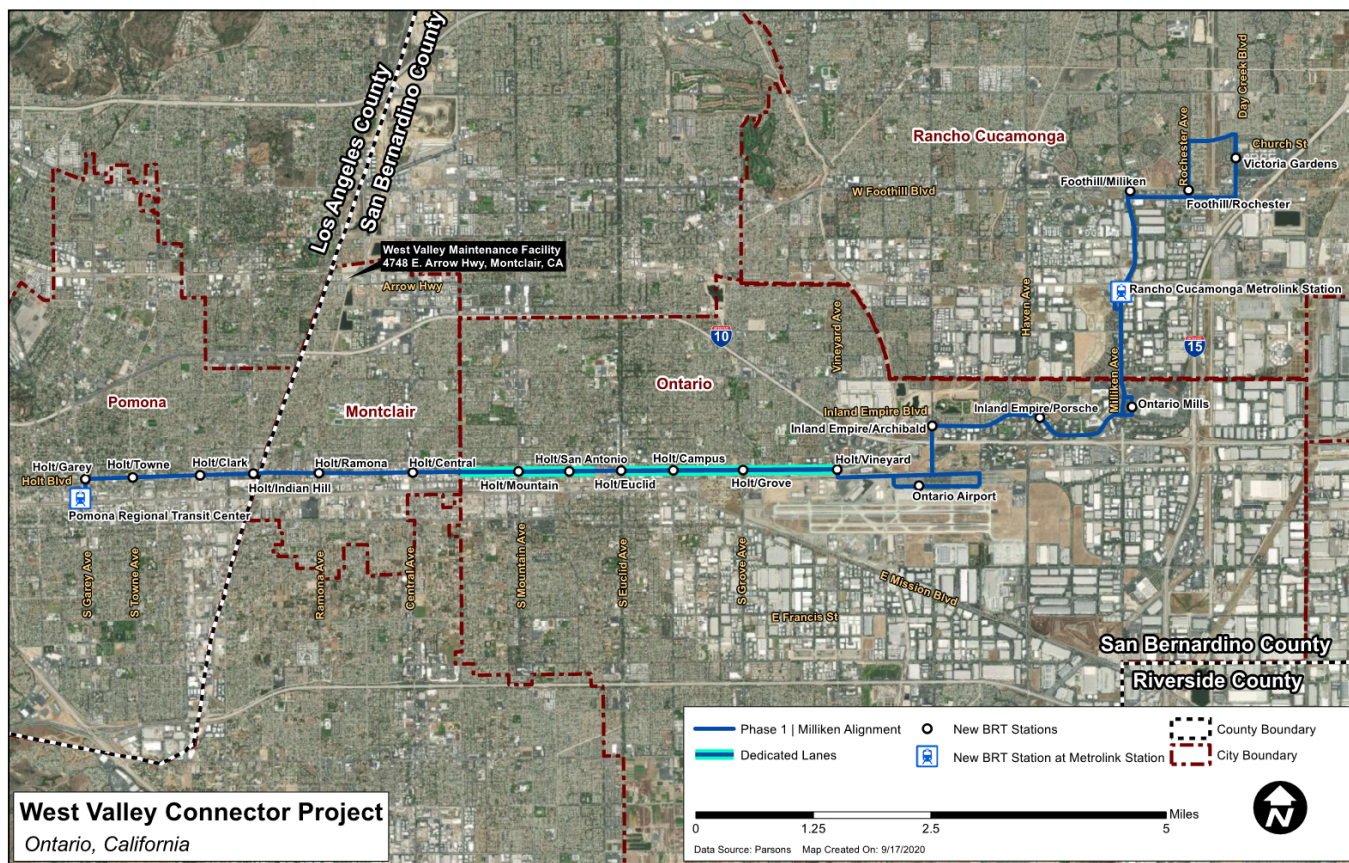 Los Angeles County
San Bernardino County
Rancho Cucamonga
Day Creek Blvd
Rochester Ave
Church St
Victoria Gardens
W Foothill Blvd
Foothill/Miliken
Foothill/Rochester
West Valley Maintenance Facility
4748 E. Arrow Hwy, Montclair, CA
Arrow Hwy
Rancho Cucamonga Metrolink Station
Haven Ave
Vineyard Ave
10
15
Milliken Ave
Pomona
Montclair
Ontario
Inland Empire Blvd
Inland Empire/Archibald
Inland Empire/Porsche
Ontario Mills
Holt/Garey
Holt/Towne
Holt/Clark
Holt/Ramona
Holt/Central
Holt/San Antonio
Holt/Campus
Holt/Vineyard
Holt Blvd
Holt/Indian Hill
Holt/Mountain
Holt/Euclid
Holt/Grove
Ontario Airport
Pomona Regional Transit Center
S Garey Ave
S Towne Ave
Ramona Ave
Central Ave
S Mountain Ave
S Euclid Ave
S Grove Ave
E Mission Blvd
E Francis St
San Bernardino County
Riverside County
Phase 1 | Milliken Alignment
New BRT Stations
County Boundary
Dedicated Lanes
New BRT Station at Metrolink Station
City Boundary
Miles
0 1.25 2.5 5
Data Source: Parsons Map Created On: 9/17/2020
N
West Valley Connector Project
Ontario, California